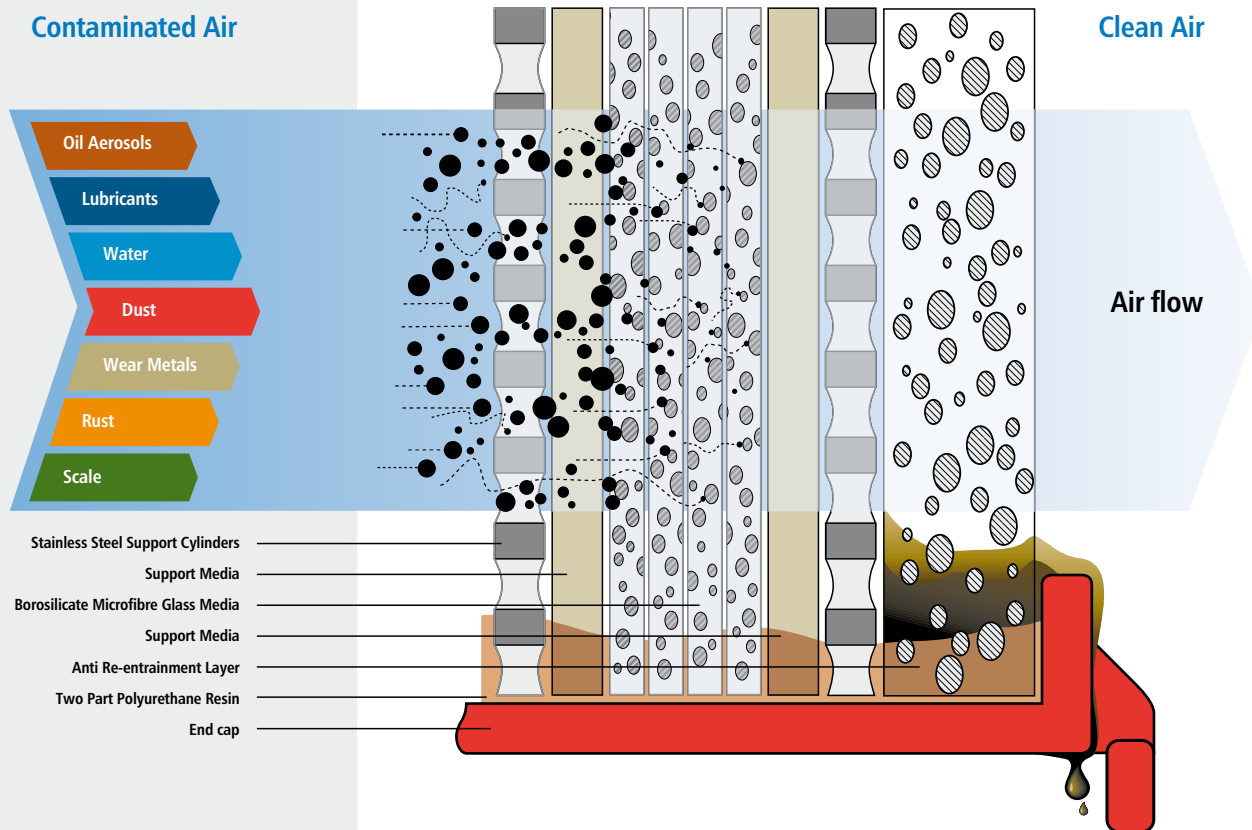 Contaminated Air
Clean Air
Oil Aerosols
Lubricants
Water
Dust
Wear Metals
Rust
Scale
Air flow
Stainless Steel Support Cylinders
Support Media
Borosilicate Microfibre Glass Media
Support Media
Anti Re-entrainment Layer
Two Part Polyurethane Resin
End cap